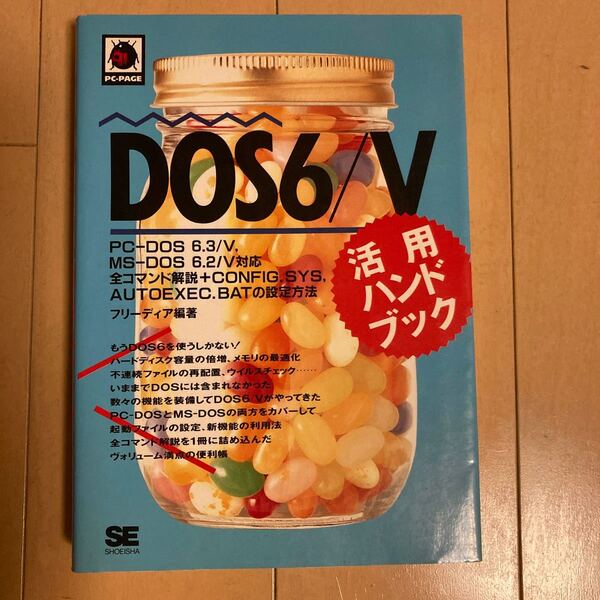 PC-PAGE
DOS6/V
活用
ハンド
ブック
PC-DOS 6.3/V,
MS-DOS 6.2/V対応
全コマンド解説+CONFIG.SYS,
AUTOEXEC.BATの設定方法
フリーディア編著
もうDOS6を使うしかない!
ハードディスク容量の倍増、メモリの最適化
不連続ファイルの再配置、ウイルスチェック……
いままでDOSには含まれなかった
数々の機能を装備してDOS6/Vがやってきた
PC-DOSとMS-DOSの両方をカバーして
起動ファイルの設定、新機能の利用法
全コマンド解説を1冊に詰め込んだ
ヴォリューム満点の便利帳
SE
SHOEISHA